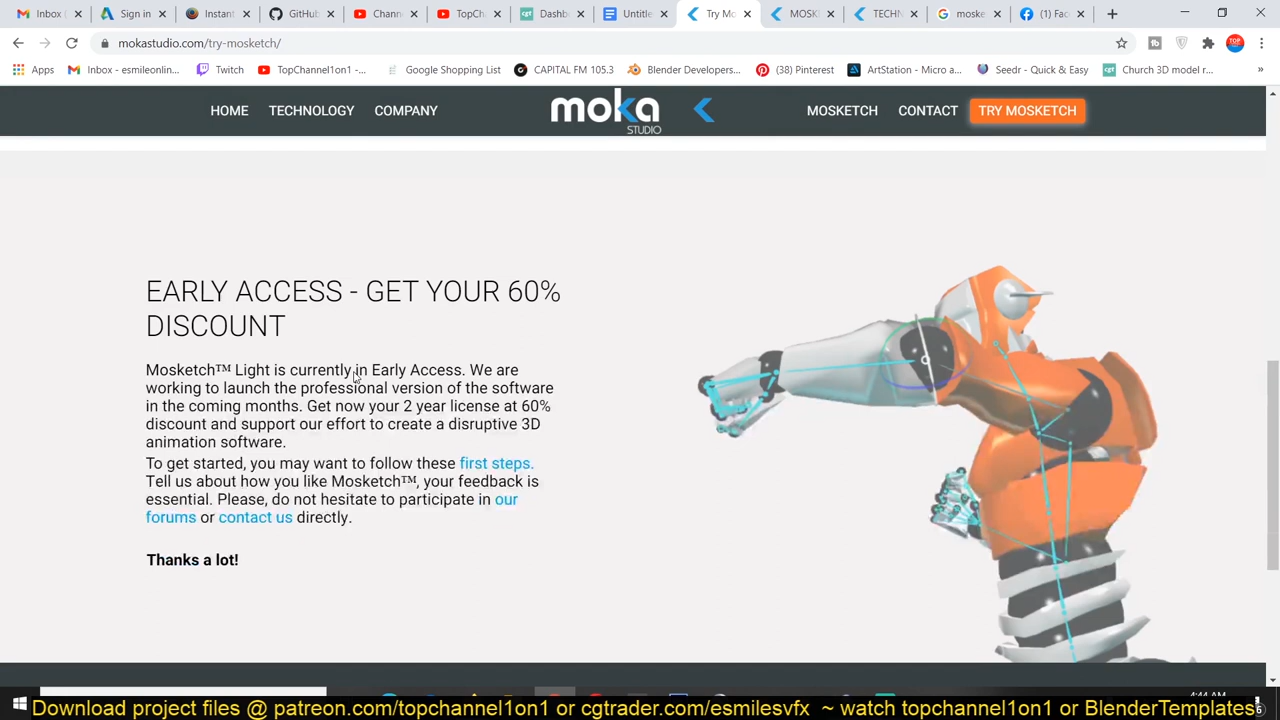 Inbox (
Sign in
Instant
GitHub
Chann
TopCha
Dashb
Untitle
Try Mo
MOSK
TECHN
moske
(1) Fac
mokastudio.com/try-mosketch/
Apps
Inbox - esmileonlin...
Twitch
TopChannel1on1 -...
Google Shopping List
CAPITAL FM 105.3
Blender Developers...
(38) Pinterest
ArtStation - Micro a...
Seedr - Quick & Easy
Church 3D model r...
HOME
TECHNOLOGY
COMPANY
moka
STUDIO
MOSKETCH
CONTACT
TRY MOSKETCH
EARLY ACCESS - GET YOUR 60%
DISCOUNT
Mosketch™ Light is currently in Early Access. We are
working to launch the professional version of the software
in the coming months. Get now your 2 year license at 60%
discount and support our effort to create a disruptive 3D
animation software.
To get started, you may want to follow these first steps.
Tell us about how you like Mosketch™, your feedback is
essential. Please, do not hesitate to participate in our
forums or contact us directly.
Thanks a lot!
4:44 AM
Download project files @ patreon.com/topchannel1on1 or cgtrader.com/esmilesvfx ~ watch topchannel1on1 or BlenderTemplates